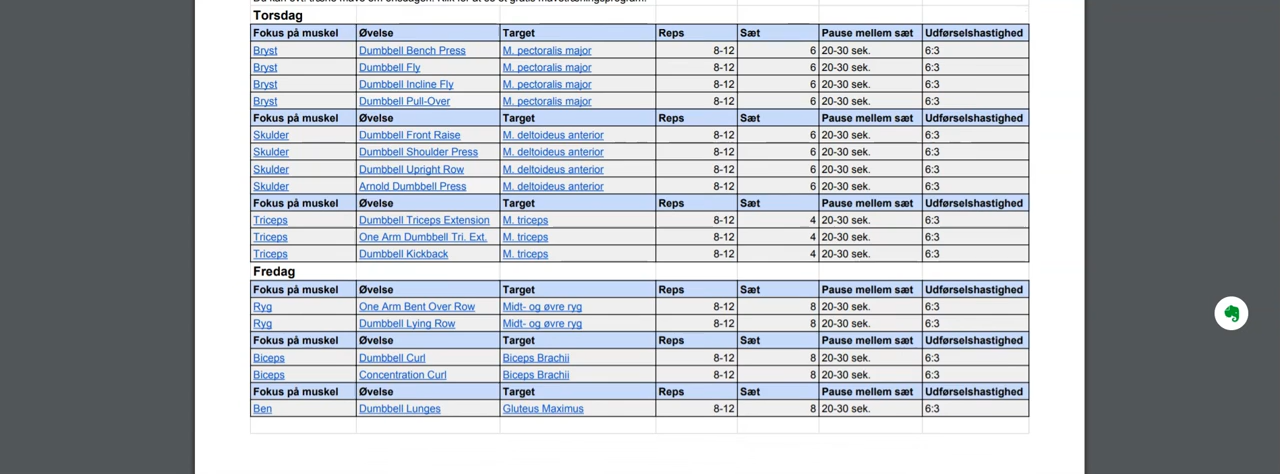 Torsdag
Fokus på muskel Øvelse Target Reps Sæt Pause mellem sæt Udførselshastighed
Bryst Dumbbell Bench Press M. pectoralis major 8-12 6 20-30 sek. 6:3
Bryst Dumbbell Fly M. pectoralis major 8-12 6 20-30 sek. 6:3
Bryst Dumbbell Incline Fly M. pectoralis major 8-12 6 20-30 sek. 6:3
Bryst Dumbbell Pull-Over M. pectoralis major 8-12 6 20-30 sek. 6:3
Fokus på muskel Øvelse Target Reps Sæt Pause mellem sæt Udførselshastighed
Skulder Dumbbell Front Raise M. deltoideus anterior 8-12 6 20-30 sek. 6:3
Skulder Dumbbell Shoulder Press M. deltoideus anterior 8-12 6 20-30 sek. 6:3
Skulder Dumbbell Upright Row M. deltoideus anterior 8-12 6 20-30 sek. 6:3
Skulder Arnold Dumbbell Press M. deltoideus anterior 8-12 6 20-30 sek. 6:3
Fokus på muskel Øvelse Target Reps Sæt Pause mellem sæt Udførselshastighed
Triceps Dumbbell Triceps Extension M. triceps 8-12 4 20-30 sek. 6:3
Triceps One Arm Dumbbell Tri. Ext. M. triceps 8-12 4 20-30 sek. 6:3
Triceps Dumbbell Kickback M. triceps 8-12 4 20-30 sek. 6:3
Fredag
Fokus på muskel Øvelse Target Reps Sæt Pause mellem sæt Udførselshastighed
Ryg One Arm Bent Over Row Midt- og øvre ryg 8-12 8 20-30 sek. 6:3
Ryg Dumbbell Lying Row Midt- og øvre ryg 8-12 8 20-30 sek. 6:3
Fokus på muskel Øvelse Target Reps Sæt Pause mellem sæt Udførselshastighed
Biceps Dumbbell Curl Biceps Brachii 8-12 8 20-30 sek. 6:3
Biceps Concentration Curl Biceps Brachii 8-12 8 20-30 sek. 6:3
Fokus på muskel Øvelse Target Reps Sæt Pause mellem sæt Udførselshastighed
Ben Dumbbell Lunges Gluteus Maximus 8-12 8 20-30 sek. 6:3